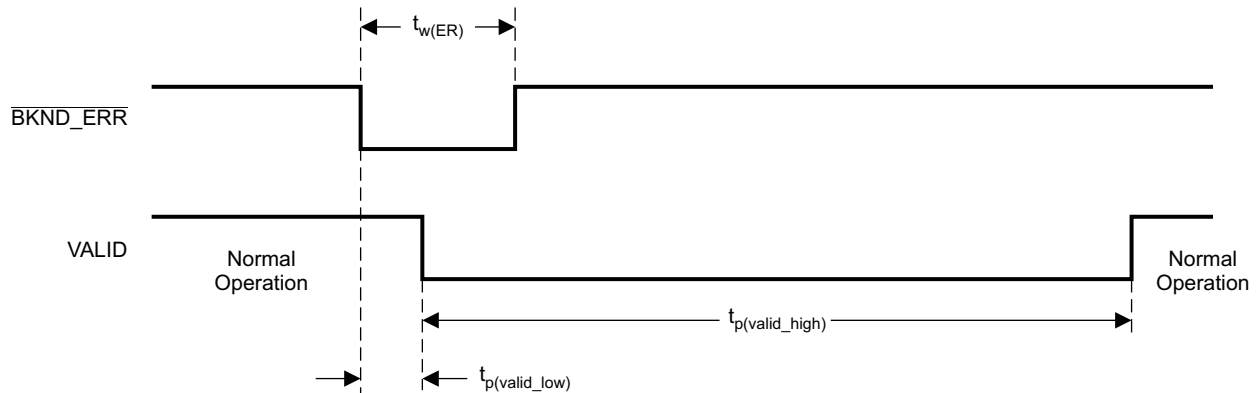 tw(ER)
BKND_ERR
VALID
Normal
Operation
Normal
Operation
tp(valid_high)
tp(valid_low)